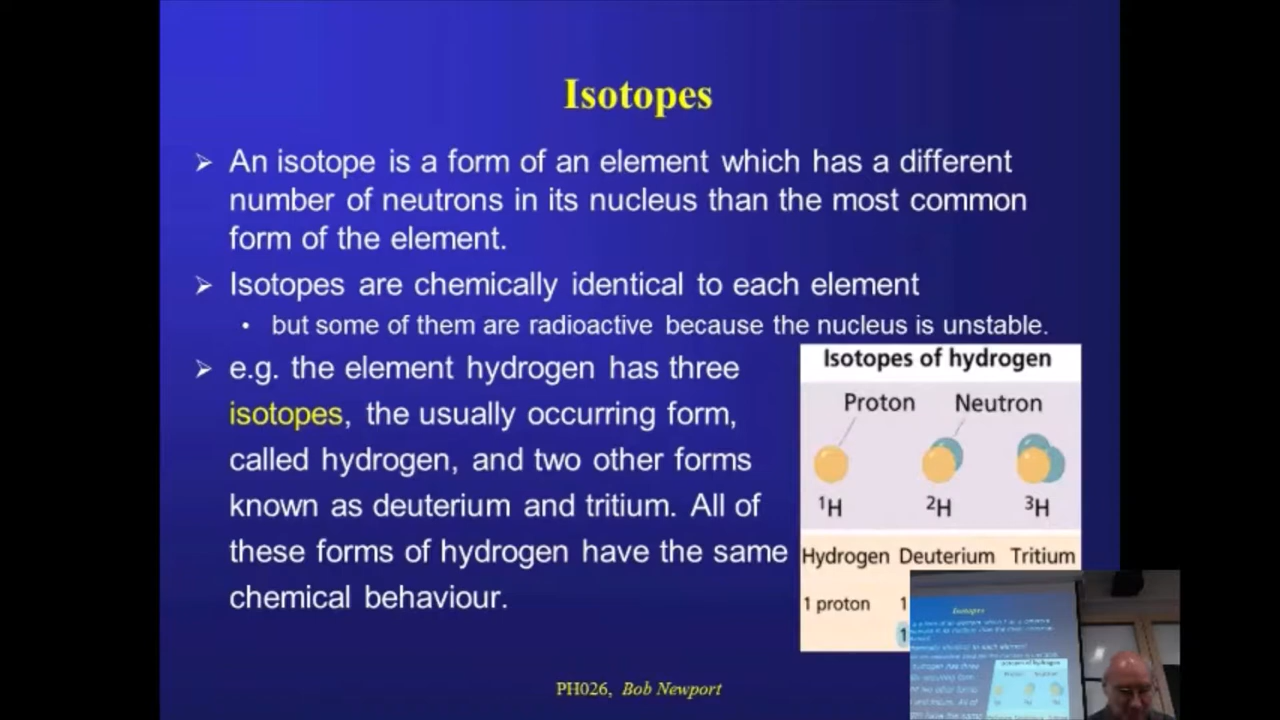 Isotopes
An isotope is a form of an element which has a different
number of neutrons in its nucleus than the most common
form of the element.
Isotopes are chemically identical to each element
• but some of them are radioactive because the nucleus is unstable.
e.g. the element hydrogen has three
isotopes, the usually occurring form,
called hydrogen, and two other forms
known as deuterium and tritium. All of
these forms of hydrogen have the same
chemical behaviour.
Isotopes of hydrogen
Proton Neutron
¹H ²H ³H
Hydrogen Deuterium Tritium
1 proton 1
1
PH026, Bob Newport
Isotopes